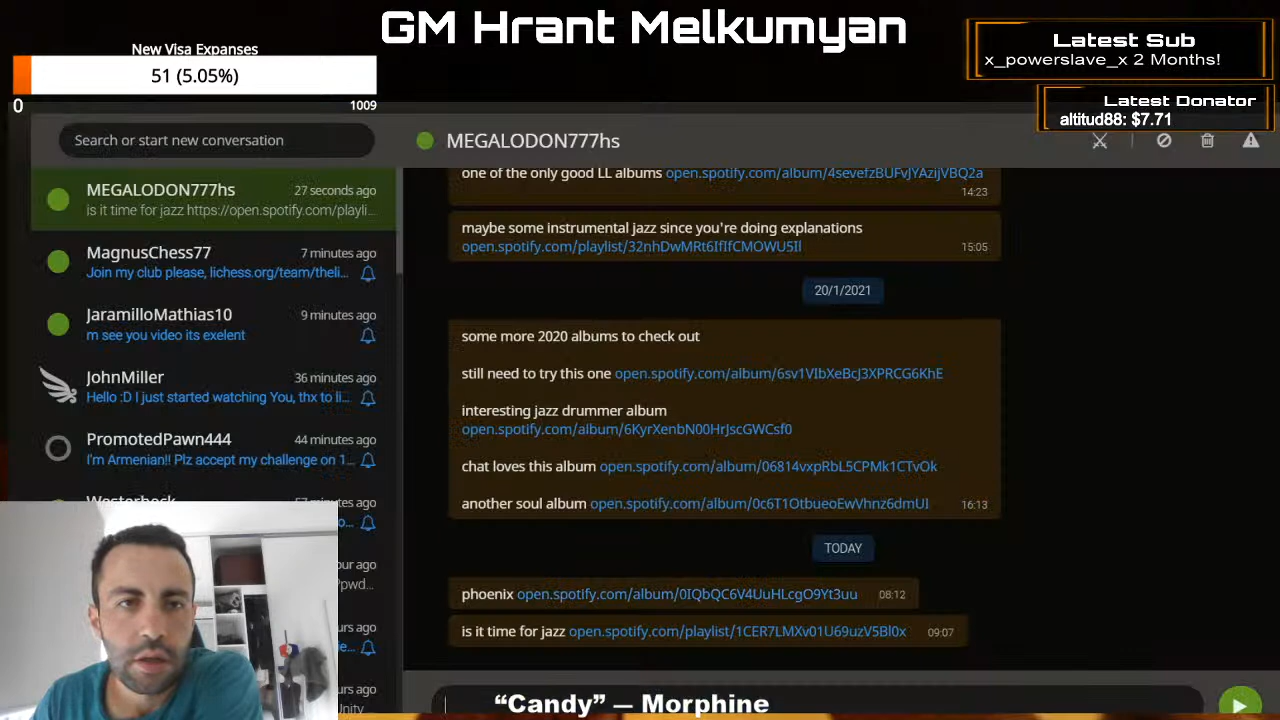 GM Hrant Melkumyan
New Visa Expanses
51 (5.05%)
0
1009
Latest Sub
x_powerslave_x 2 Months!
Latest Donator
altitud88: $7.71
Search or start new conversation
MEGALODON777hs
MEGALODON777hs 27 seconds ago
is it time for jazz https://open.spotify.com/playli...
MagnusChess77 7 minutes ago
Join my club please, lichess.org/team/theli...
JaramilloMathias10 9 minutes ago
m see you video its exelent
JohnMiller 36 minutes ago
Hello :D I just started watching You, thx to li...
PromotedPawn444 44 minutes ago
I'm Armenian!! Plz accept my challenge on 1...
one of the only good LL albums open.spotify.com/album/4sevefzBUFvJYAzijVBQ2a
14:23
maybe some instrumental jazz since you're doing explanations
open.spotify.com/playlist/32nhDwMRt6IfIfCMOWU5Il 15:05
20/1/2021
some more 2020 albums to check out
still need to try this one open.spotify.com/album/6sv1VIbXeBcJ3XPRCG6KhE
interesting jazz drummer album
open.spotify.com/album/6KyrXenbN00HrJscGWCsf0
chat loves this album open.spotify.com/album/06814vxpRbL5CPMk1CTvOk
another soul album open.spotify.com/album/0c6T1OtbueoEwVhnz6dmUJ 16:13
TODAY
phoenix open.spotify.com/album/0IQbQC6V4UuHLcgO9Yt3uu 08:12
is it time for jazz open.spotify.com/playlist/1CER7LMXv01U69uzV5Bl0x 09:07
“Candy” — Morphine